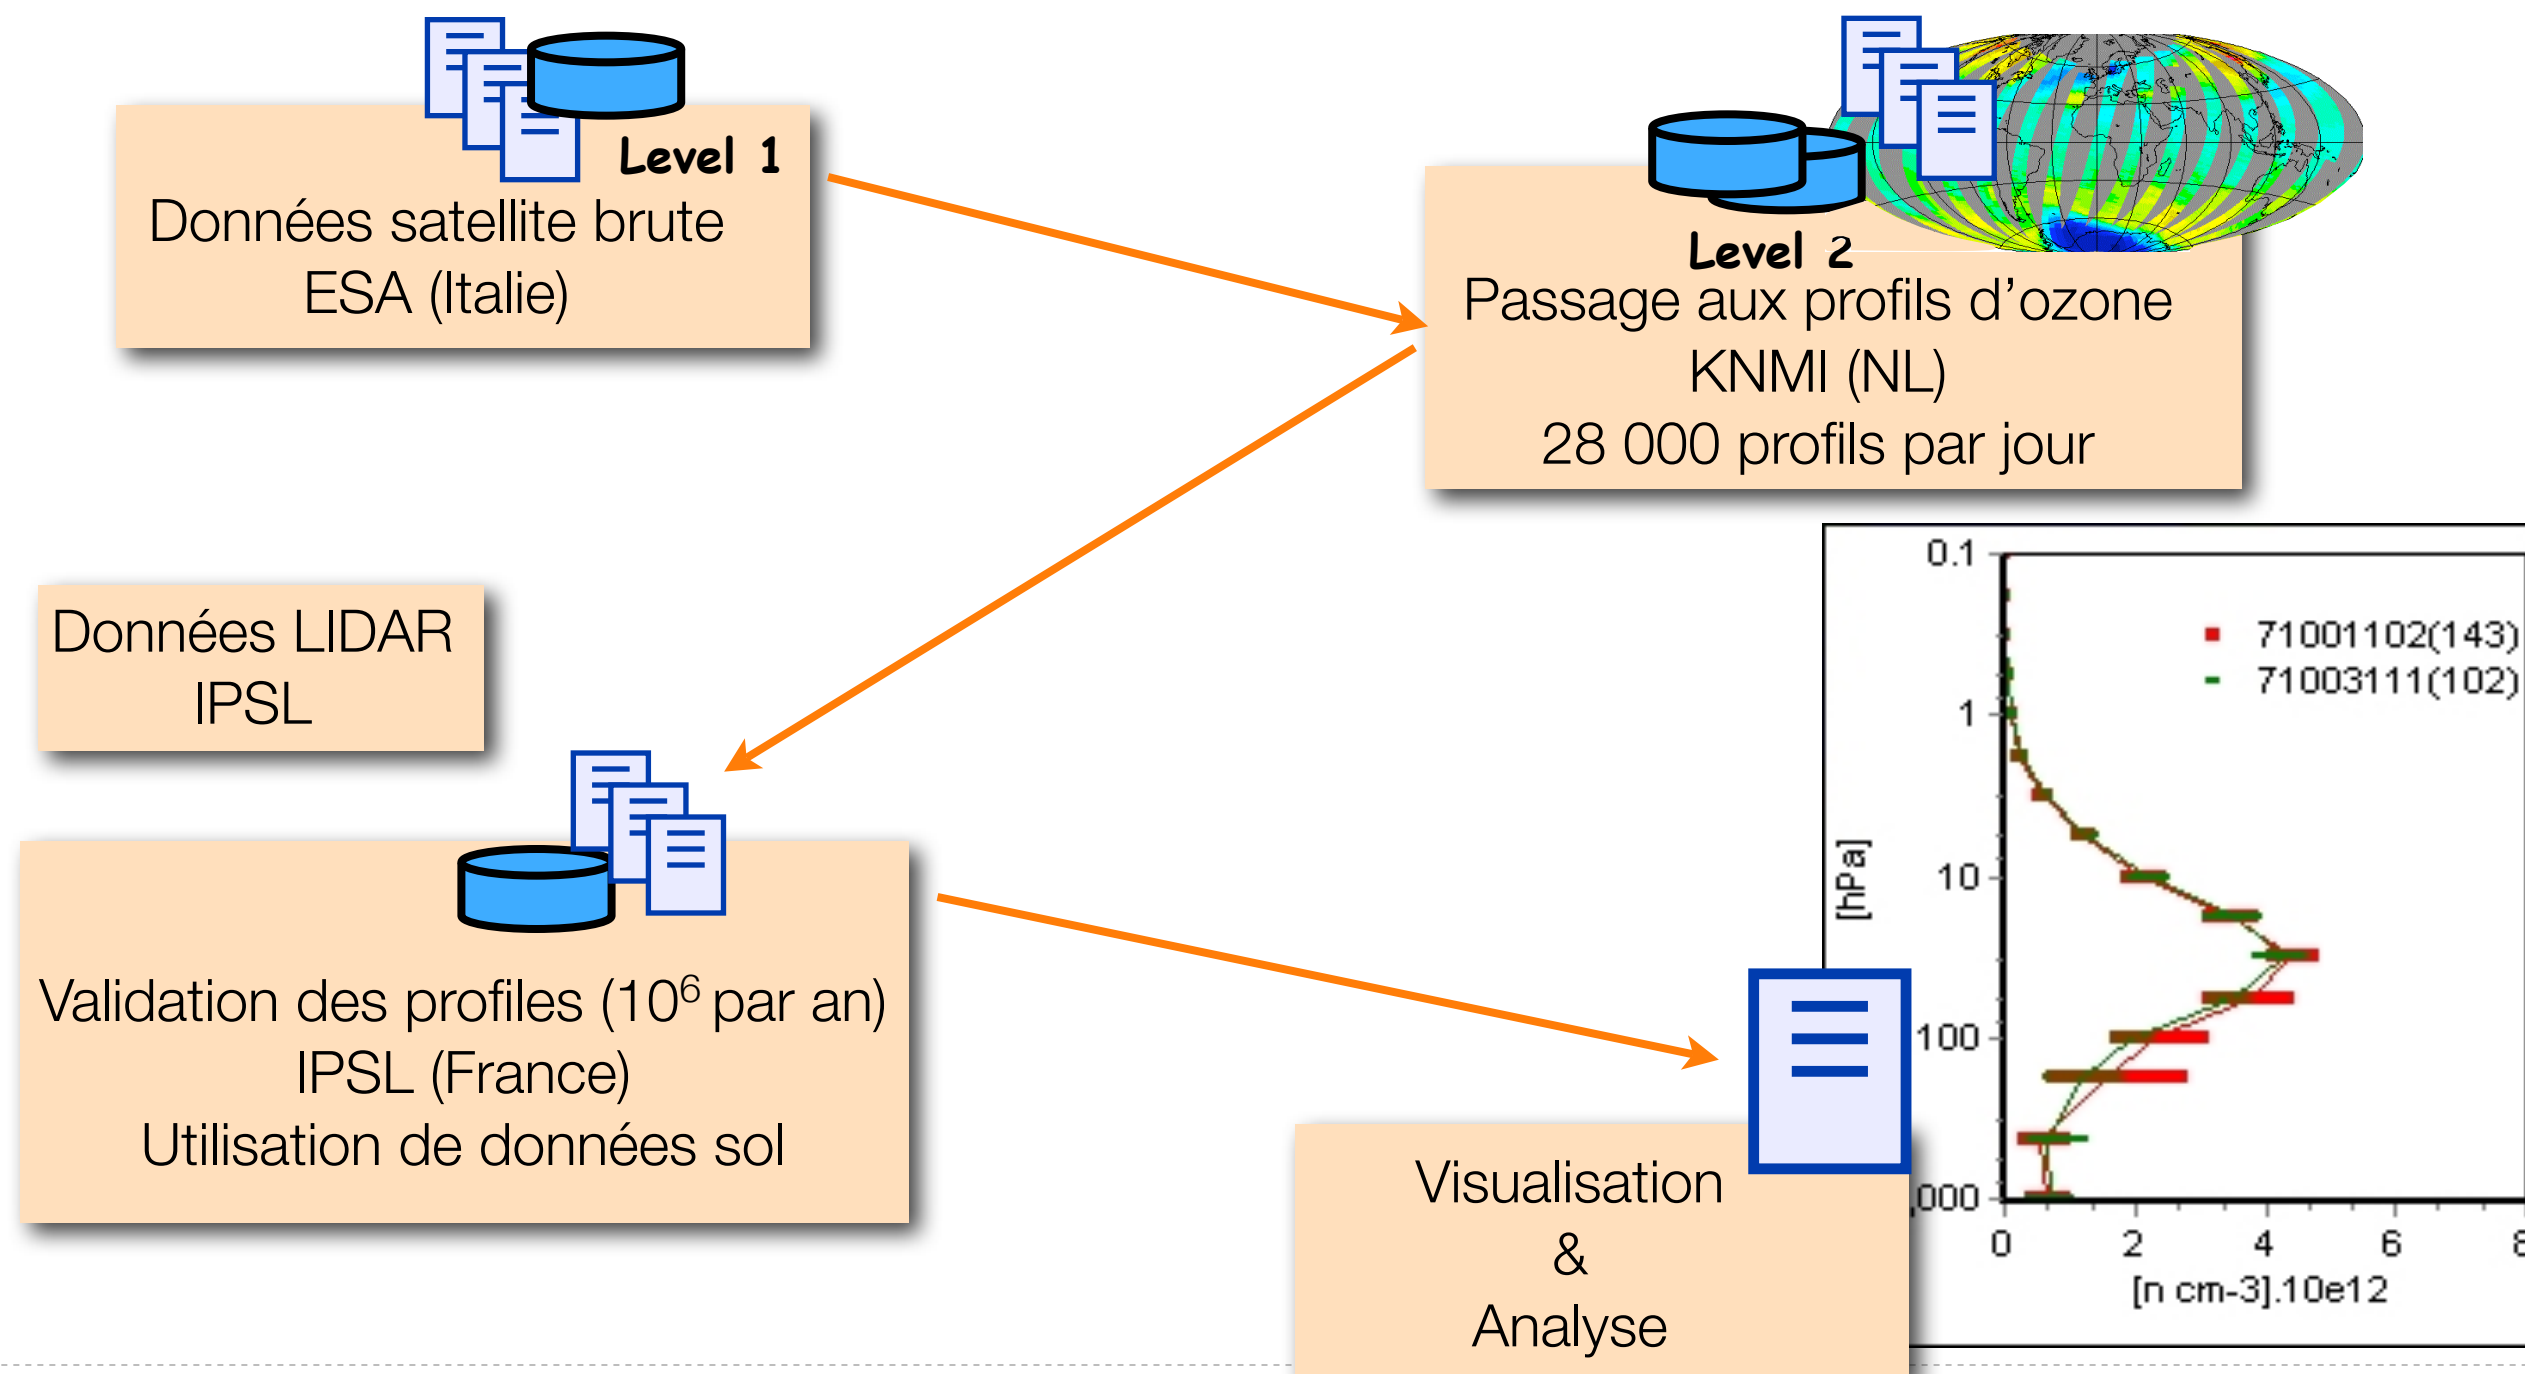 Level 1
Données satellite brute
ESA (Italie)
Level 2
Passage aux profils d’ozone
KNMI (NL)
28 000 profils par jour
Données LIDAR
IPSL
Validation des profiles (10⁶ par an)
IPSL (France)
Utilisation de données sol
Visualisation
&
Analyse
0.1
71001102(143)
71003111(102)
1
[hPa]
10
100
,000
0 2 4 6 8
[n cm-3].10e12